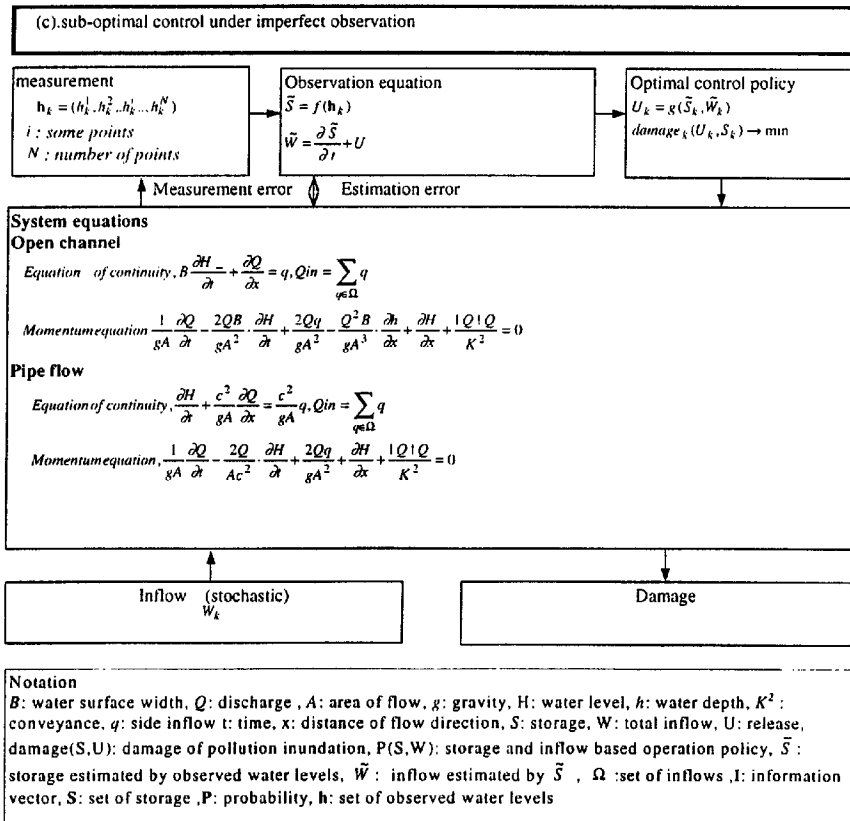 (c).sub-optimal control under imperfect observation
measurement
h_k = (h_k^1, h_k^2..h_k^i...h_k^N)
i : some points
N : number of points
Observation equation
S̃ = f(h_k)
W̃ = ∂S̃/∂t + U
Optimal control policy
U_k = g(S̃_k, W̃_k)
damage_k(U_k, S_k) → min
Measurement error
Estimation error
System equations
Open channel
Equation of continuity, B ∂H/∂t + ∂Q/∂x = q, Qin = ∑_{q∈Ω} q
Momentum equation 1/gA ∂Q/∂t − 2QB/gA² · ∂H/∂t + 2Qq/gA² − Q²B/gA³ · ∂h/∂x + ∂H/∂x + |Q|Q/K² = 0
Pipe flow
Equation of continuity, ∂H/∂t + c²/gA ∂Q/∂x = c²/gA q, Qin = ∑_{q∈Ω} q
Momentum equation, 1/gA ∂Q/∂t − 2Q/Ac² · ∂H/∂t + 2Qq/gA² + ∂H/∂x + |Q|Q/K² = 0
Inflow (stochastic)
W_k
Damage
Notation
B: water surface width, Q: discharge , A: area of flow, g: gravity, H: water level, h: water depth, K² :
conveyance, q: side inflow t: time, x: distance of flow direction, S: storage, W: total inflow, U: release,
damage(S,U): damage of pollution inundation, P(S,W): storage and inflow based operation policy, S̃ :
storage estimated by observed water levels, W̃ : inflow estimated by S̃ , Ω :set of inflows ,I: information
vector, S: set of storage ,P: probability, h: set of observed water levels